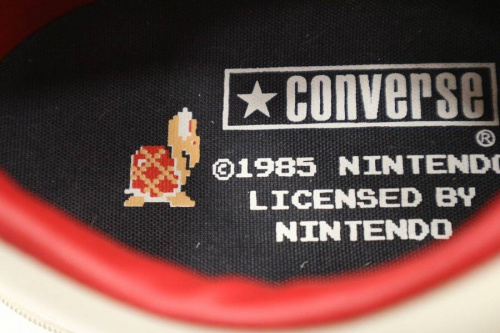 CONVERSE
®
©1985 NINTENDO
LICENSED BY
NINTENDO